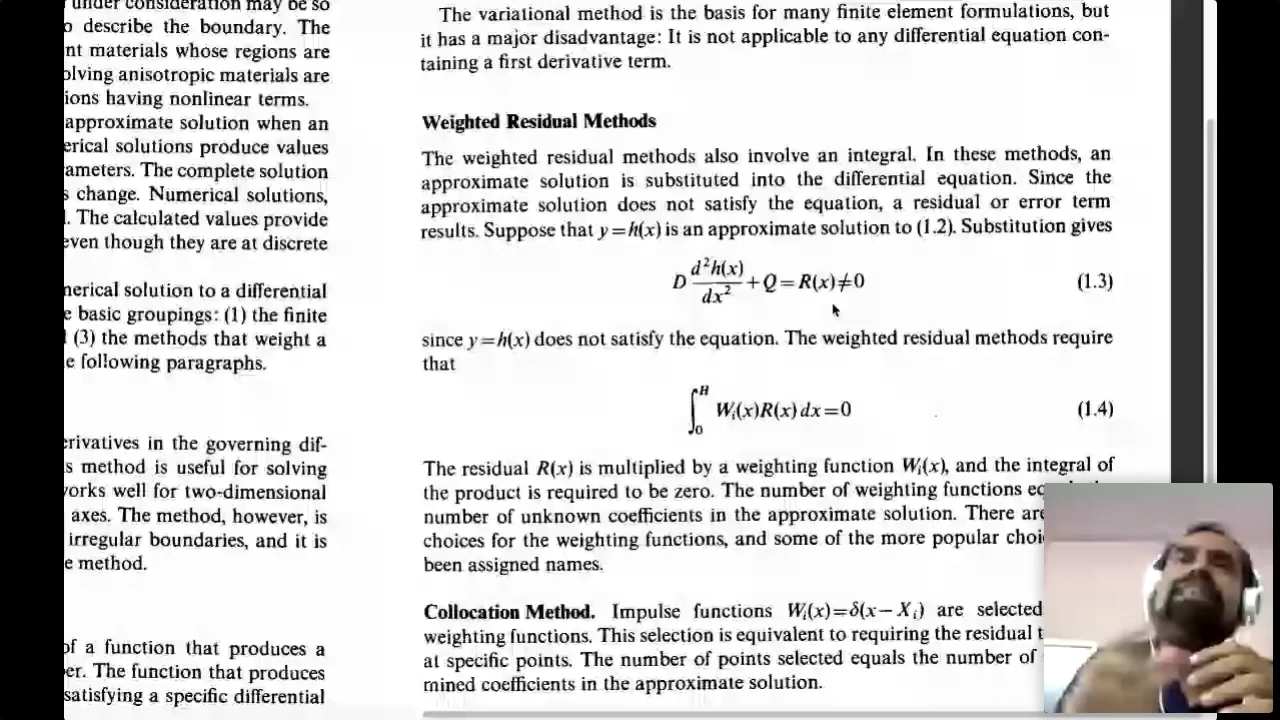 under consideration may be so
describe the boundary. The
nt materials whose regions are
olving anisotropic materials are
ions having nonlinear terms.
approximate solution when an
erical solutions produce values
ameters. The complete solution
s change. Numerical solutions,
. The calculated values provide
even though they are at discrete
nerical solution to a differential
e basic groupings: (1) the finite
(3) the methods that weight a
e following paragraphs.
erivatives in the governing dif-
s method is useful for solving
orks well for two-dimensional
axes. The method, however, is
irregular boundaries, and it is
e method.
of a function that produces a
er. The function that produces
satisfying a specific differential
The variational method is the basis for many finite element formulations, but
it has a major disadvantage: It is not applicable to any differential equation con-
taining a first derivative term.
Weighted Residual Methods
The weighted residual methods also involve an integral. In these methods, an
approximate solution is substituted into the differential equation. Since the
approximate solution does not satisfy the equation, a residual or error term
results. Suppose that y=h(x) is an approximate solution to (1.2). Substitution gives
D d²h(x)/dx² + Q = R(x)≠0 (1.3)
since y=h(x) does not satisfy the equation. The weighted residual methods require
that
∫₀ᴴ Wᵢ(x)R(x) dx=0 (1.4)
The residual R(x) is multiplied by a weighting function Wᵢ(x), and the integral of
the product is required to be zero. The number of weighting functions eq
number of unknown coefficients in the approximate solution. There are
choices for the weighting functions, and some of the more popular choi
been assigned names.
Collocation Method. Impulse functions Wᵢ(x)=δ(x−Xᵢ) are selected
weighting functions. This selection is equivalent to requiring the residual t
at specific points. The number of points selected equals the number of
mined coefficients in the approximate solution.